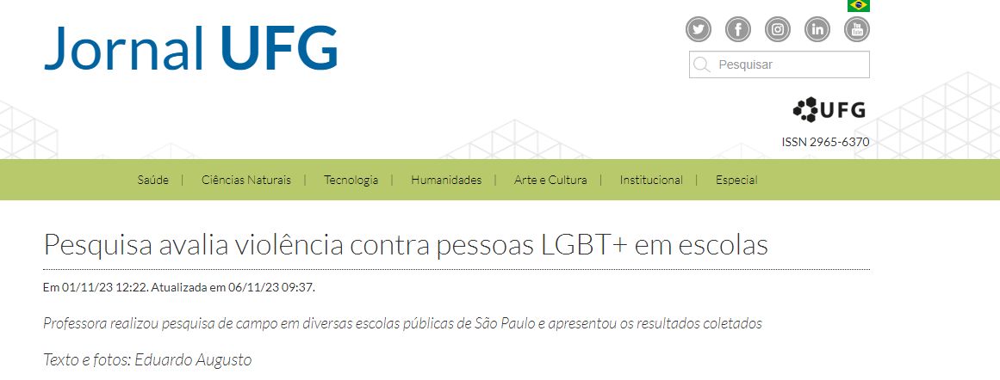 Jornal UFG
Pesquisar
UFG
ISSN 2965-6370
Saúde | Ciências Naturais | Tecnologia | Humanidades | Arte e Cultura | Institucional | Especial
Pesquisa avalia violência contra pessoas LGBT+ em escolas
Em 01/11/23 12:22. Atualizada em 06/11/23 09:37.
Professora realizou pesquisa de campo em diversas escolas públicas de São Paulo e apresentou os resultados coletados
Texto e fotos: Eduardo Augusto